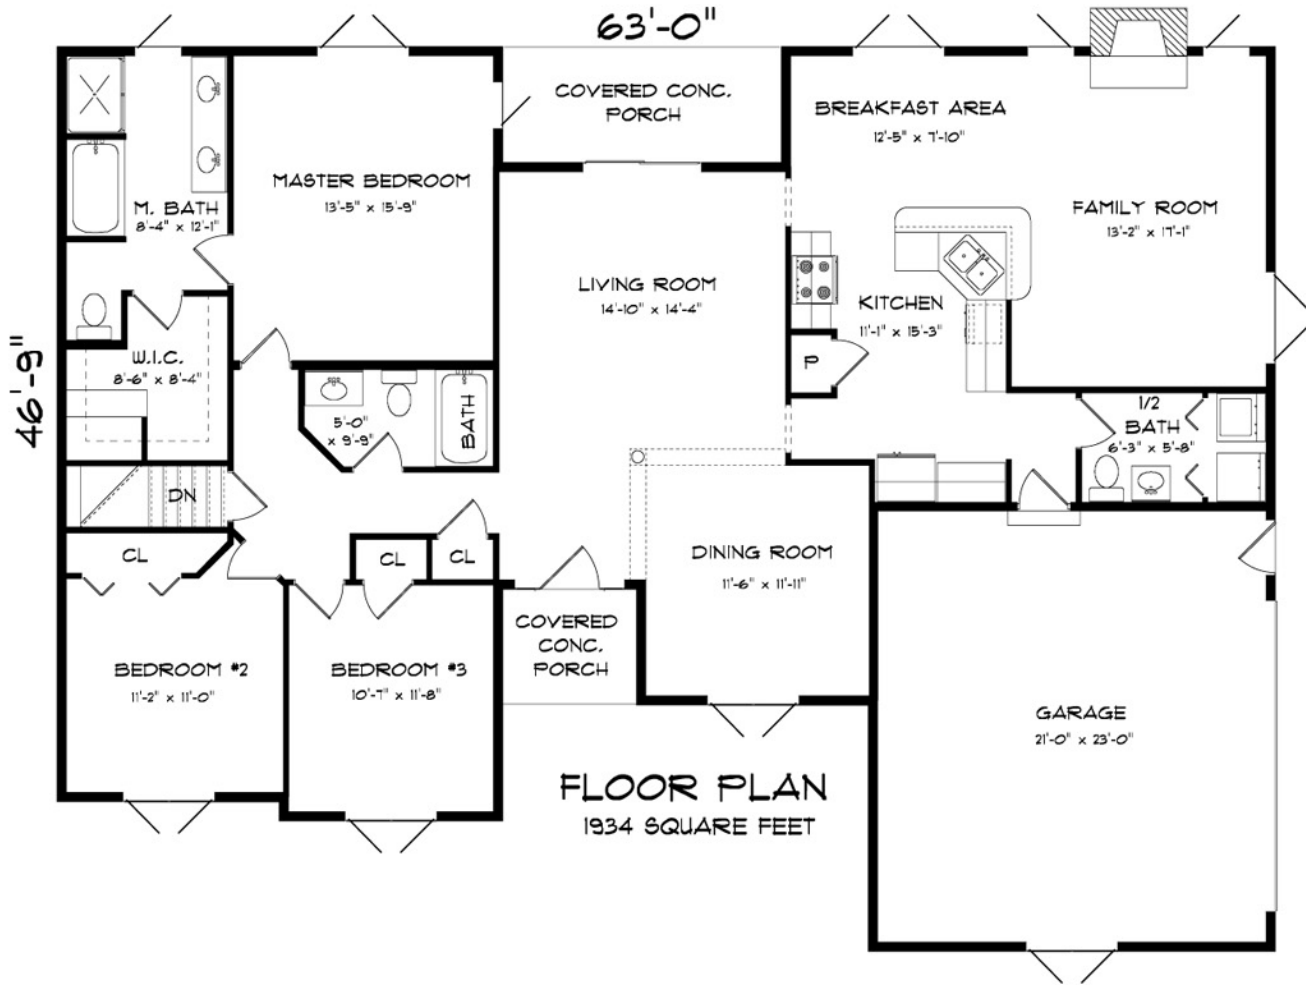 63'-0"
COVERED CONC.
PORCH
BREAKFAST AREA
12'-5" x 7'-10"
MASTER BEDROOM
13'-5" x 15'-9"
M. BATH
8'-4" x 12'-1"
FAMILY ROOM
13'-2" x 17'-1"
LIVING ROOM
14'-10" x 14'-4"
KITCHEN
11'-1" x 15'-3"
46'-9"
W.I.C.
8'-6" x 8'-4"
P
5'-0"
x 9'-9"
BATH
1/2
BATH
6'-3" x 5'-8"
DN
CL
CL
CL
DINING ROOM
11'-6" x 11'-11"
COVERED
CONC.
PORCH
BEDROOM #2
11'-2" x 11'-0"
BEDROOM #3
10'-7" x 11'-8"
GARAGE
21'-0" x 23'-0"
FLOOR PLAN
1934 SQUARE FEET